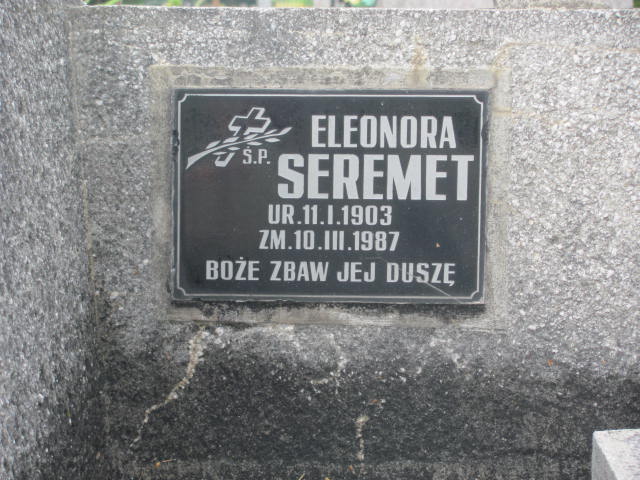 ELEONORA
Ś.P.
SEREMET
UR.11.I.1903
ZM.10.III.1987
BOŻE ZBAW JEJ DUSZĘ